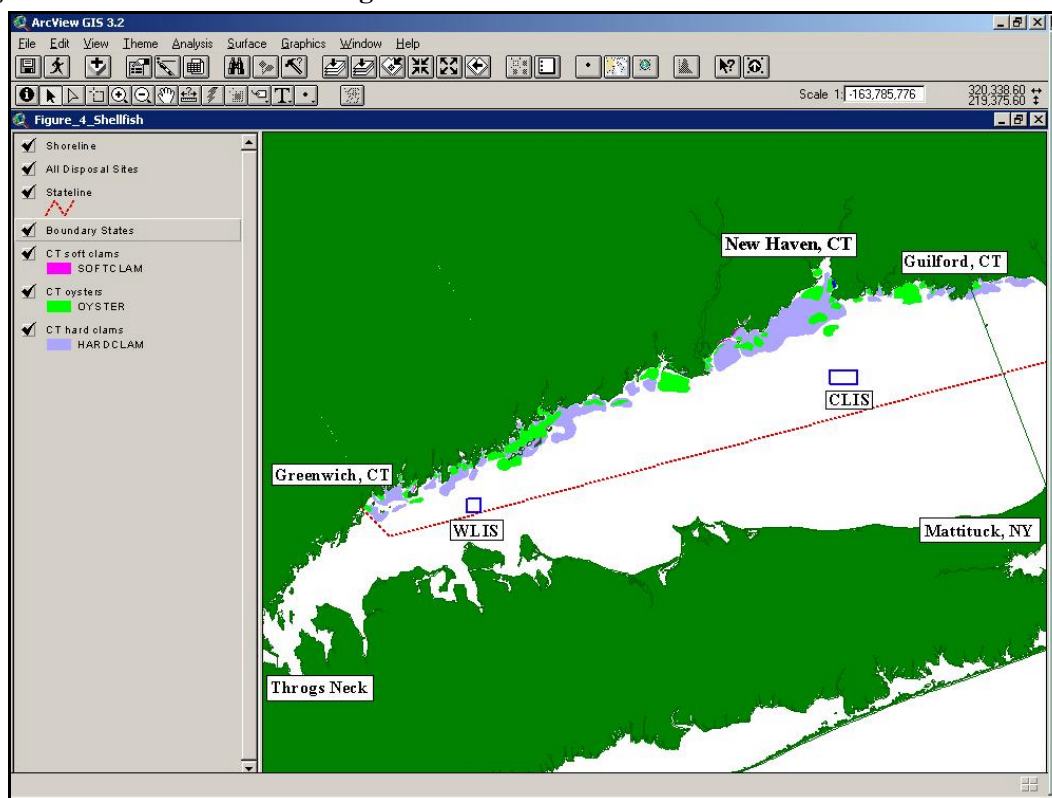 ArcView GIS 3.2
File Edit View Theme Analysis Surface Graphics Window Help
Scale 1: -163,785,776
320,338.60
219,375.60
Figure_4_Shellfish
Shoreline
All Disposal Sites
Stateline
Boundary States
CT soft clams
SOFTCLAM
CT oysters
OYSTER
CT hard clams
HARDCLAM
New Haven, CT
Guilford, CT
CLIS
Greenwich, CT
WLIS
Mattituck, NY
Throgs Neck